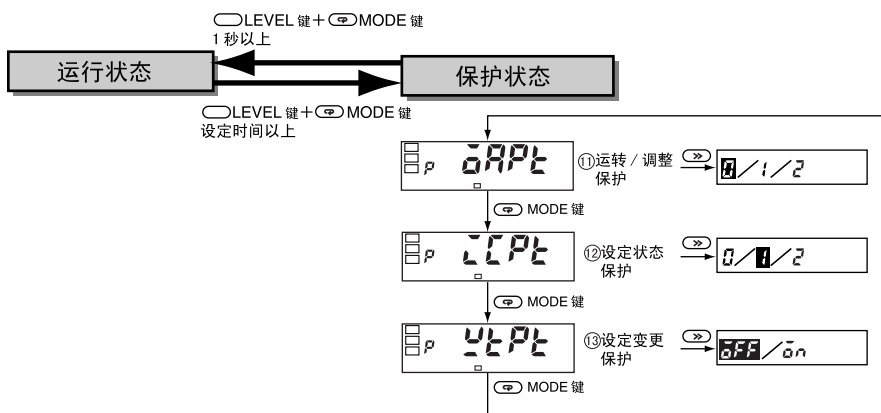 LEVEL 键＋MODE 键
1 秒以上
运行状态
保护状态
LEVEL 键＋MODE 键
设定时间以上
p oAPt
⑪运转／调整
保护
0/1/2
MODE 键
p iCPt
⑫设定状态
保护
0/1/2
MODE 键
p WtPt
⑬设定变更
保护
oFF/on
MODE 键